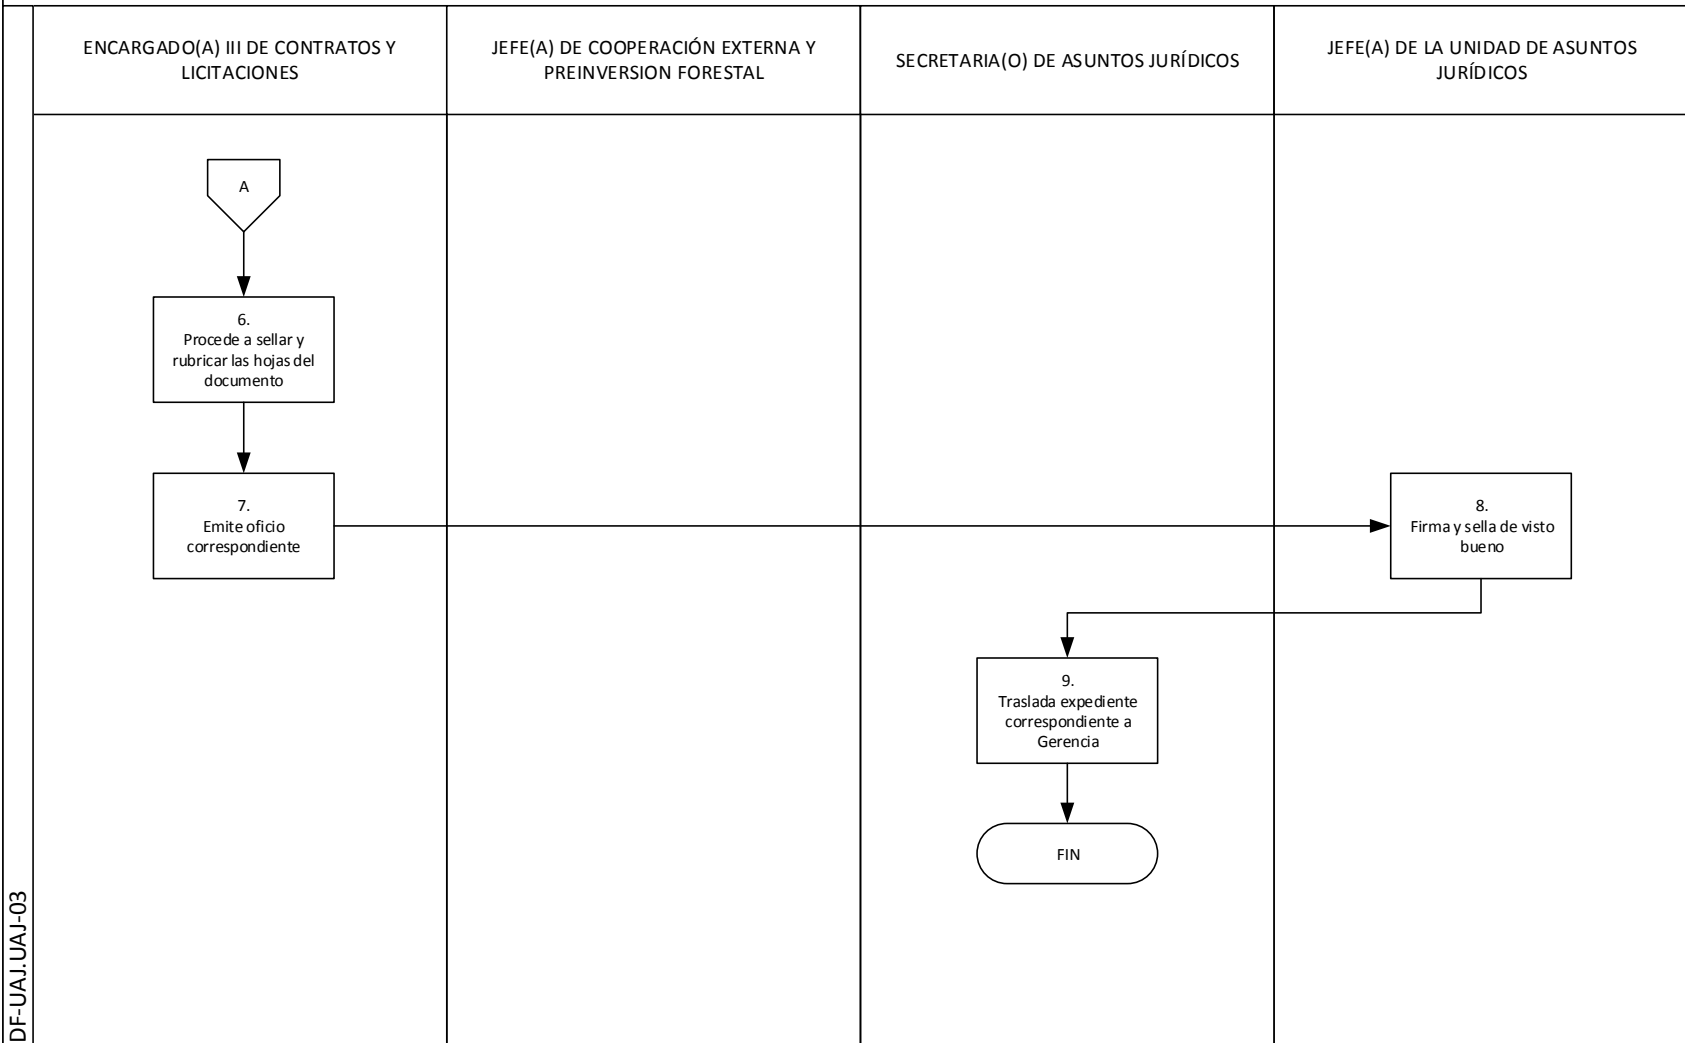 ENCARGADO(A) III DE CONTRATOS Y
LICITACIONES
JEFE(A) DE COOPERACIÓN EXTERNA Y
PREINVERSION FORESTAL
SECRETARIA(O) DE ASUNTOS JURÍDICOS
JEFE(A) DE LA UNIDAD DE ASUNTOS
JURÍDICOS
A
6.
Procede a sellar y
rubricar las hojas del
documento
7.
Emite oficio
correspondiente
8.
Firma y sella de visto
bueno
9.
Traslada expediente
correspondiente a
Gerencia
FIN
DF-UAJ.UAJ-03